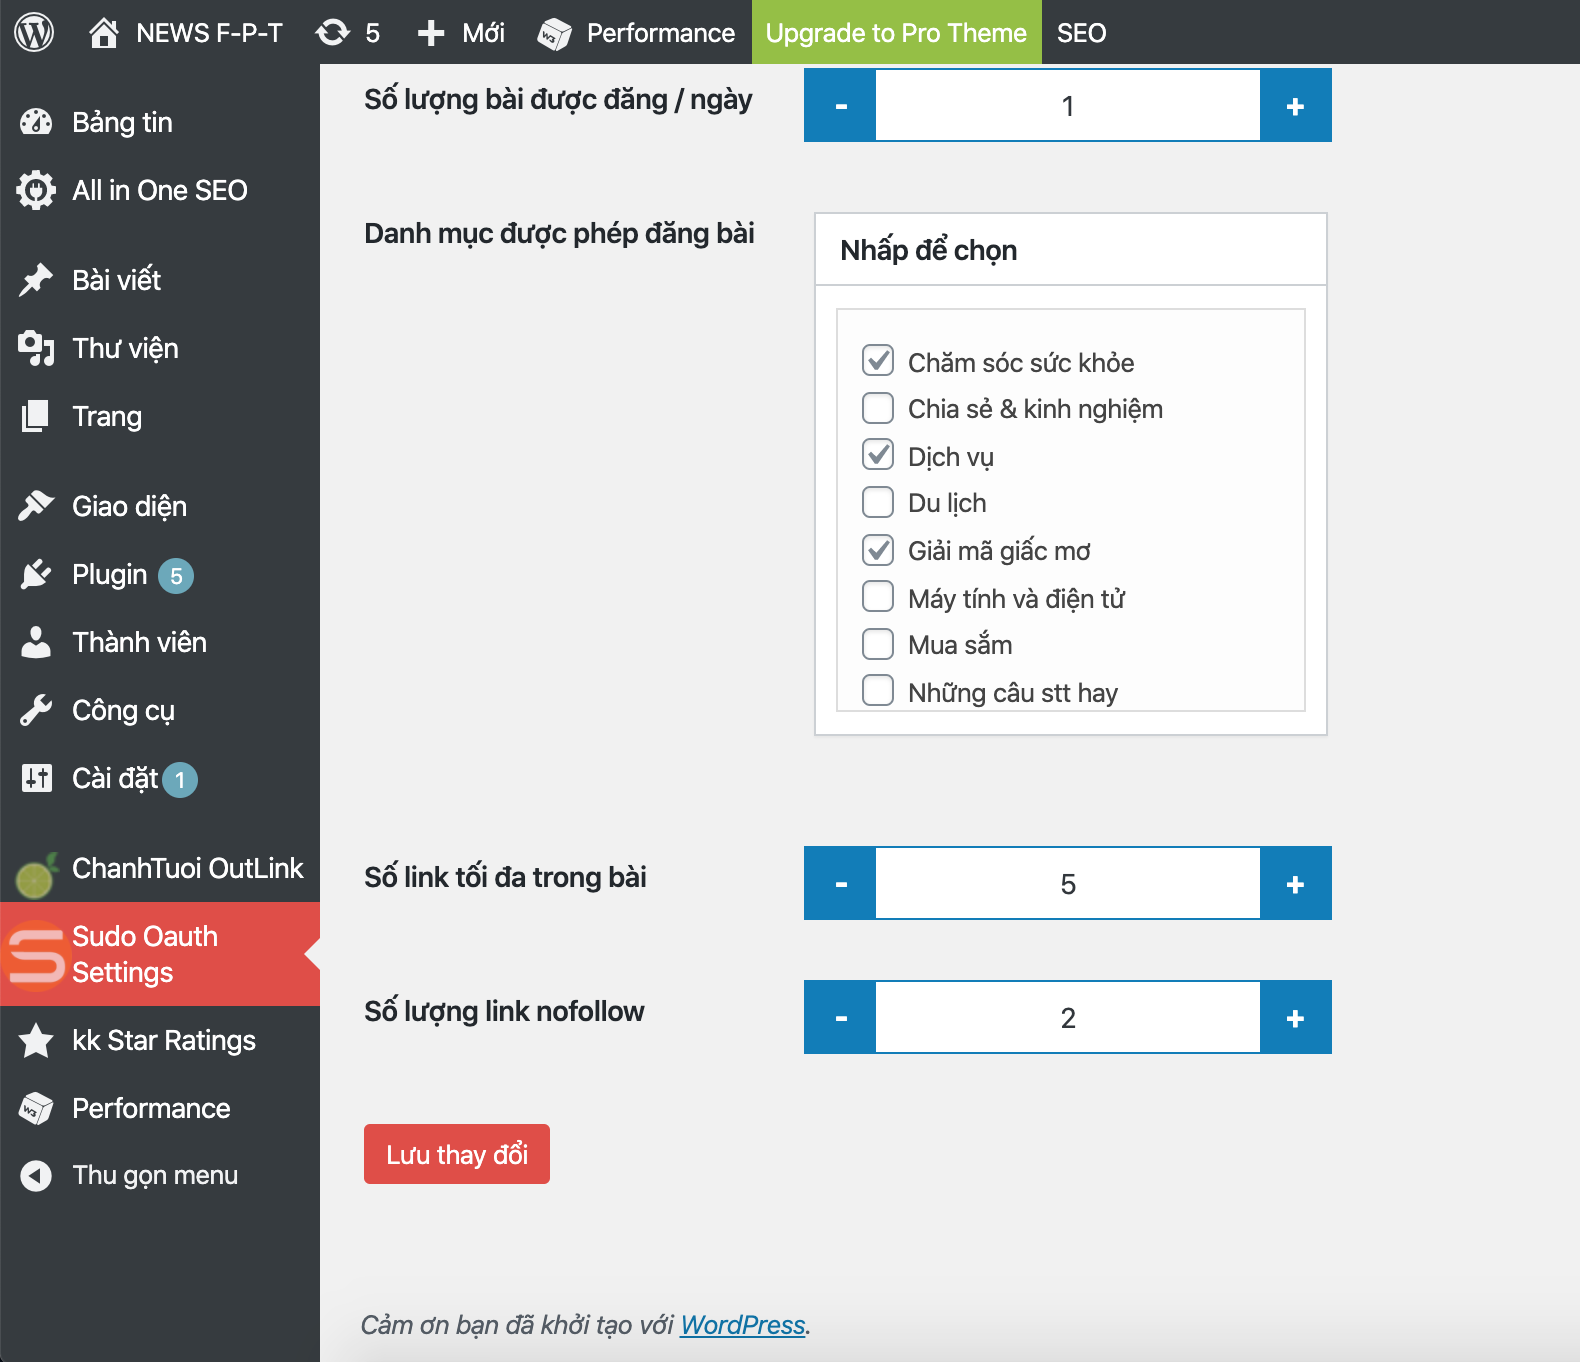 NEWS F-P-T
5
Mới
Performance
Upgrade to Pro Theme
SEO
Bảng tin
All in One SEO
Bài viết
Thư viện
Trang
Giao diện
Plugin 5
Thành viên
Công cụ
Cài đặt 1
ChanhTuoi OutLink
Sudo Oauth
Settings
kk Star Ratings
Performance
Thu gọn menu
Số lượng bài được đăng / ngày
- 1 +
Danh mục được phép đăng bài
Nhấp để chọn
Chăm sóc sức khỏe
Chia sẻ & kinh nghiệm
Dịch vụ
Du lịch
Giải mã giấc mơ
Máy tính và điện tử
Mua sắm
Những câu stt hay
Số link tối đa trong bài
- 5 +
Số lượng link nofollow
- 2 +
Lưu thay đổi
Cảm ơn bạn đã khởi tạo với WordPress.